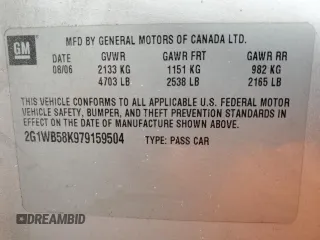 GM
MFD BY GENERAL MOTORS OF CANADA LTD.
DATE GVWR GAWR FRT GAWR RR
08/06 2133 KG 1151 KG 982 KG
4703 LB 2538 LB 2165 LB
THIS VEHICLE CONFORMS TO ALL APPLICABLE U.S. FEDERAL MOTOR
VEHICLE SAFETY, BUMPER, AND THEFT PREVENTION STANDARDS IN
EFFECT ON THE DATE OF MANUFACTURE SHOWN ABOVE.
2G1WB58K979159504 TYPE: PASS CAR
AUTOBIDMASTER